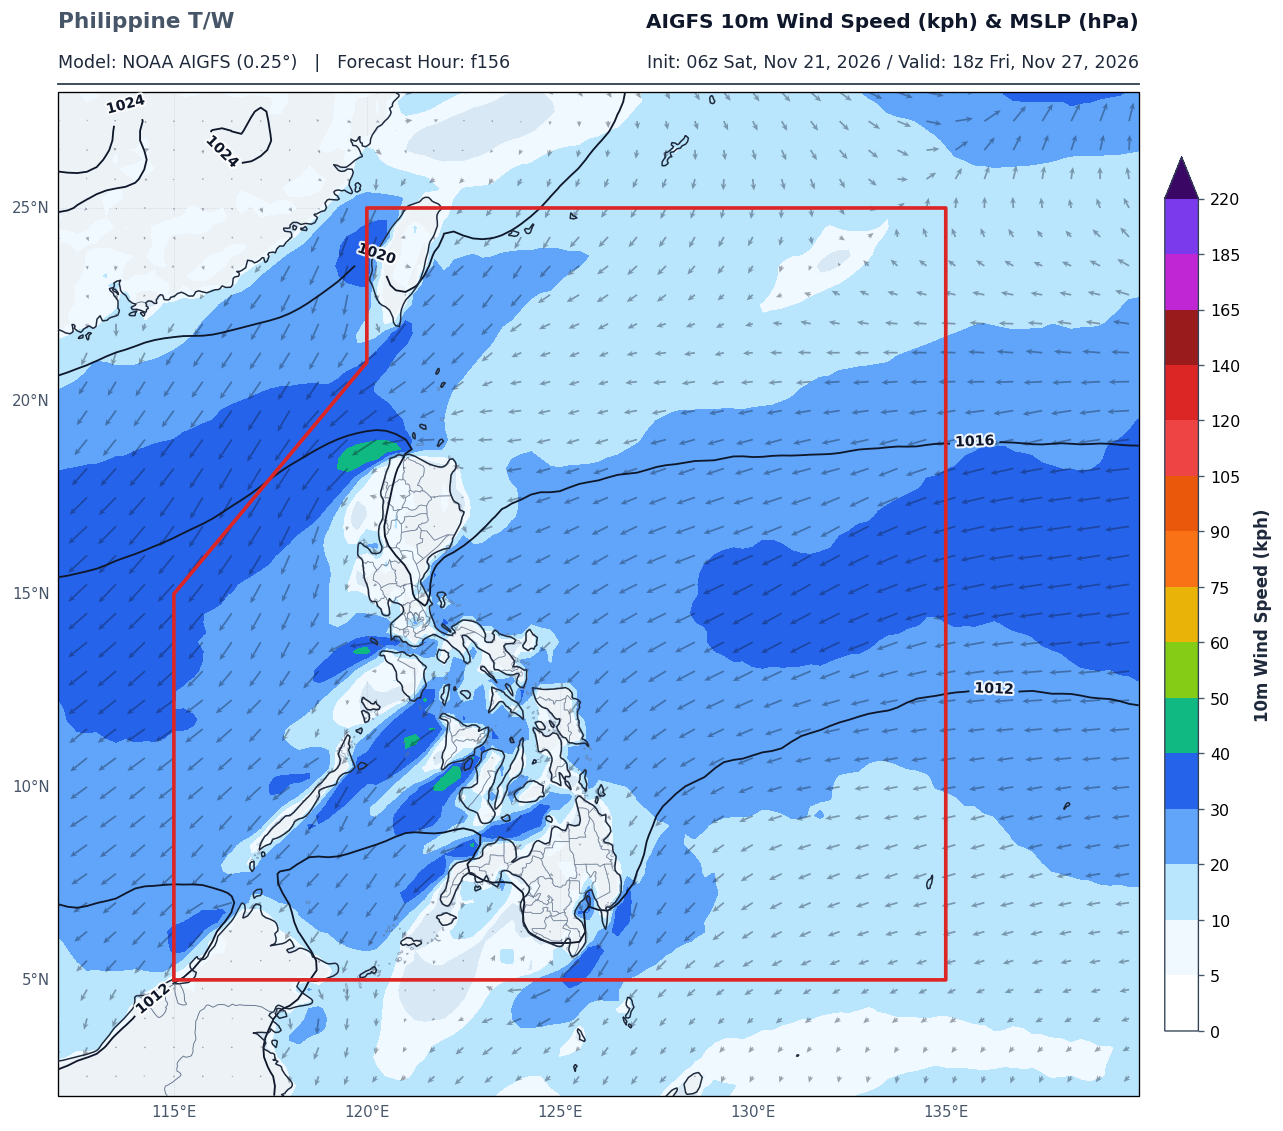 Philippine T/W
AIGFS 10m Wind Speed (kph) & MSLP (hPa)
Model: NOAA AIGFS (0.25°) | Forecast Hour: f156
Init: 06z Sat, Nov 21, 2026 / Valid: 18z Fri, Nov 27, 2026
1024
1024
1020
1016
1012
1012
25°N
20°N
15°N
10°N
5°N
115°E
120°E
125°E
130°E
135°E
220
185
165
140
120
105
90
75
60
50
40
30
20
10
5
0
10m Wind Speed (kph)